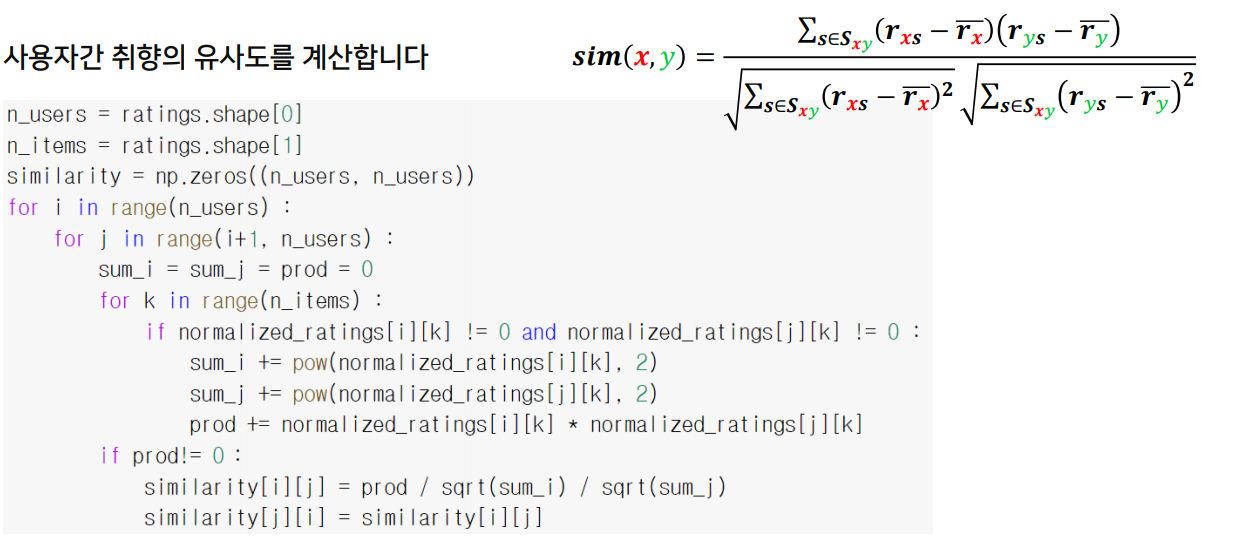 사용자간 취향의 유사도를 계산합니다
sim(x, y) = \frac{\sum_{s∈S_{xy}}(r_{xs} − \overline{r_x})(r_{ys} − \overline{r_y})}{\sqrt{\sum_{s∈S_{xy}}(r_{xs} − \overline{r_x})^2}\sqrt{\sum_{s∈S_{xy}}(r_{ys} − \overline{r_y})^2}}
n_users = ratings.shape[0]
n_items = ratings.shape[1]
similarity = np.zeros((n_users, n_users))
for i in range(n_users) :
    for j in range(i+1, n_users) :
        sum_i = sum_j = prod = 0
        for k in range(n_items) :
            if normalized_ratings[i][k] != 0 and normalized_ratings[j][k] != 0 :
                sum_i += pow(normalized_ratings[i][k], 2)
                sum_j += pow(normalized_ratings[j][k], 2)
                prod += normalized_ratings[i][k] * normalized_ratings[j][k]
        if prod!= 0 :
            similarity[i][j] = prod / sqrt(sum_i) / sqrt(sum_j)
            similarity[j][i] = similarity[i][j]